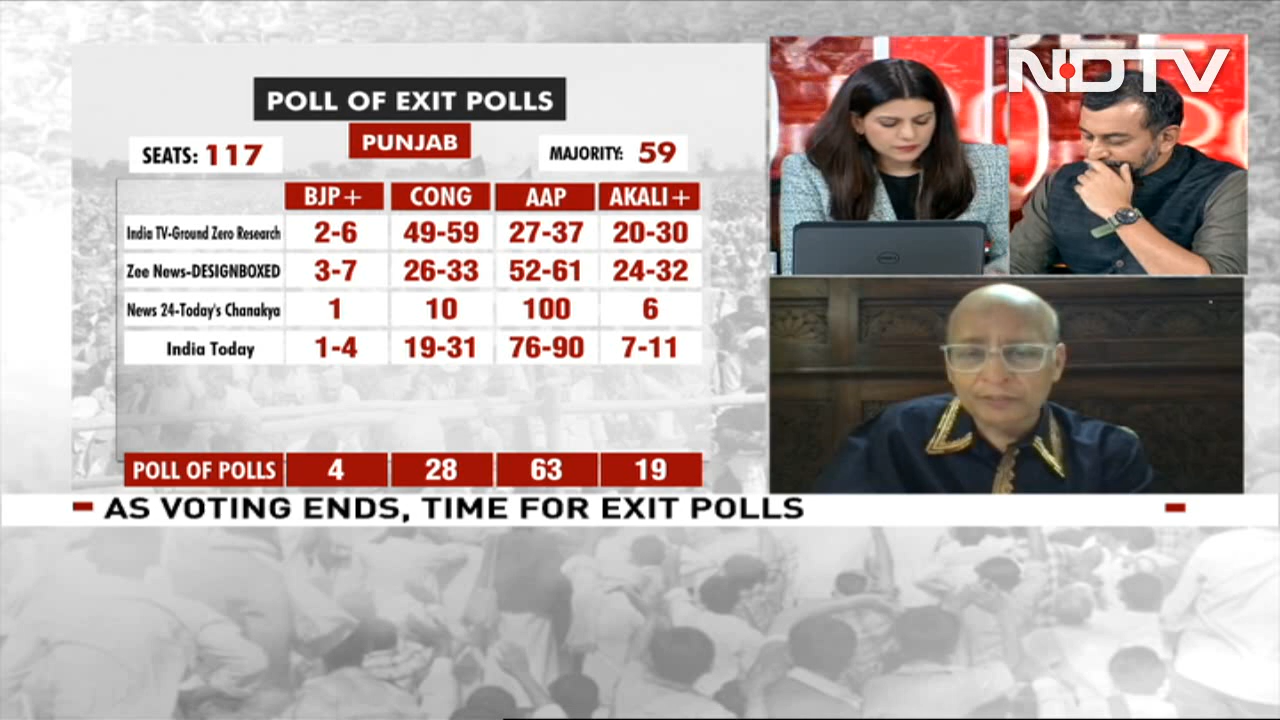 NDTV
POLL OF EXIT POLLS
PUNJAB
SEATS: 117
MAJORITY: 59
BJP+ CONG AAP AKALI+
India TV-Ground Zero Research 2-6 49-59 27-37 20-30
Zee News-DESIGNBOXED 3-7 26-33 52-61 24-32
News 24-Today's Chanakya 1 10 100 6
India Today 1-4 19-31 76-90 7-11
POLL OF POLLS 4 28 63 19
AS VOTING ENDS, TIME FOR EXIT POLLS